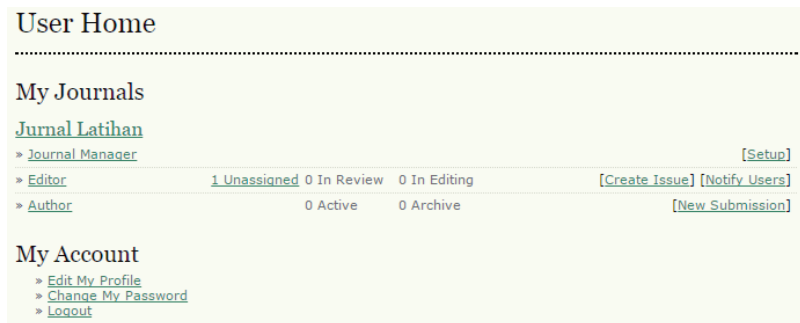 User Home
My Journals
Jurnal Latihan
» Journal Manager [Setup]
» Editor 1 Unassigned 0 In Review 0 In Editing [Create Issue] [Notify Users]
» Author 0 Active 0 Archive [New Submission]
My Account
» Edit My Profile
» Change My Password
» Logout